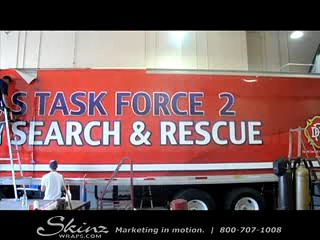 S TASK FORCE 2
SEARCH & RESCUE
Skinz
WRAPS.COM
Marketing in motion. | 800-707-1008